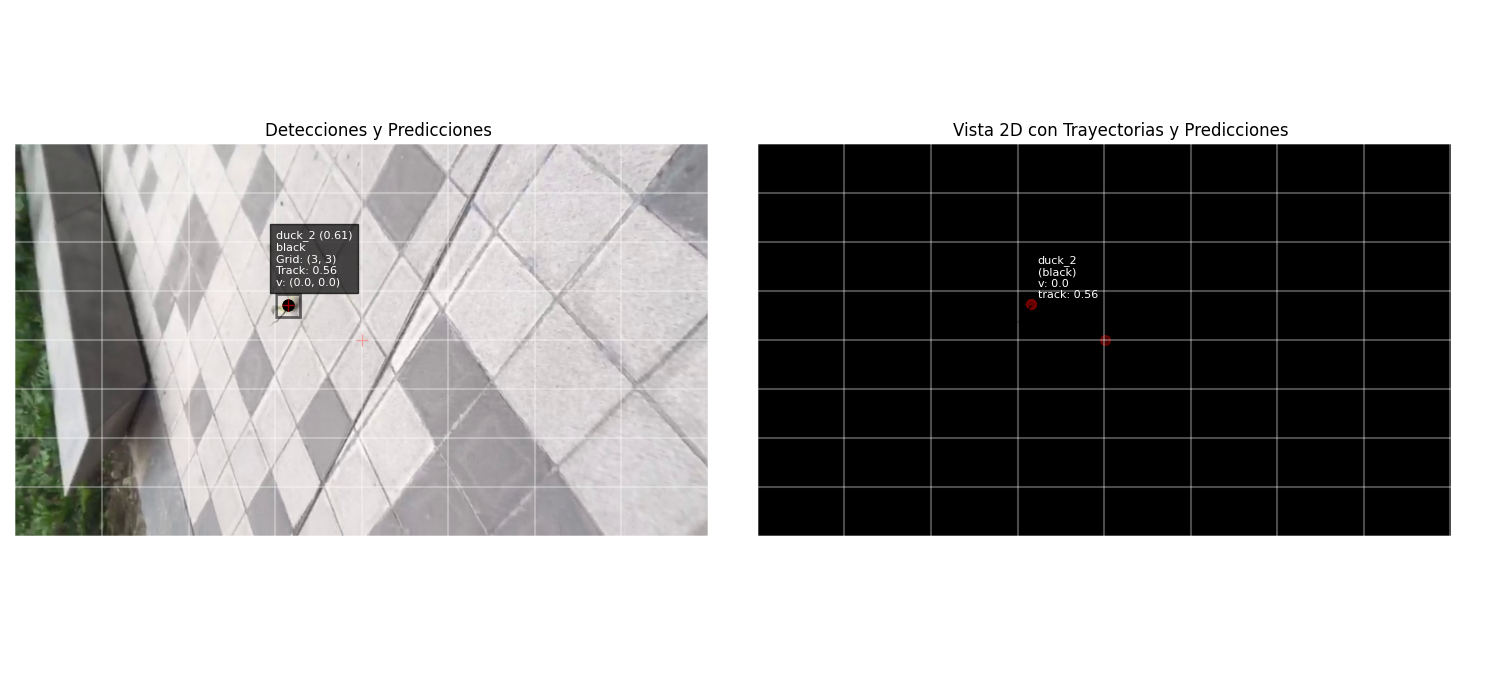 Detecciones y Predicciones
duck_2 (0.61)
black
Grid: (3, 3)
Track: 0.56
v: (0.0, 0.0)
Vista 2D con Trayectorias y Predicciones
duck_2
(black)
v: 0.0
track: 0.56